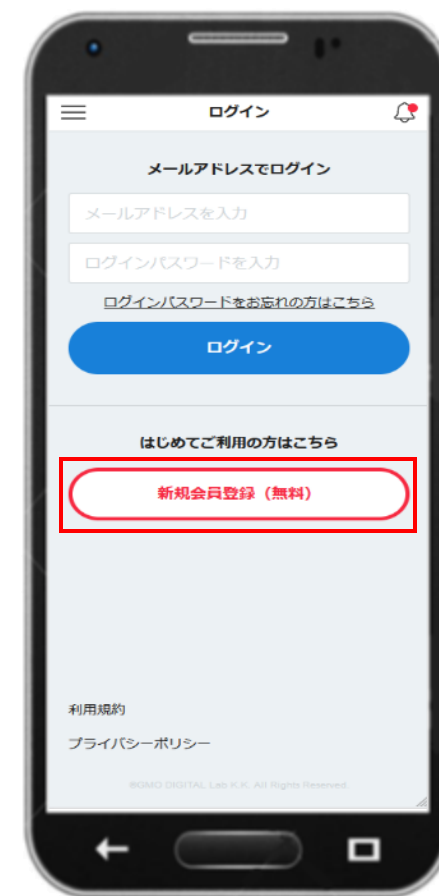 ログイン
メールアドレスでログイン
メールアドレスを入力
ログインパスワードを入力
ログインパスワードをお忘れの方はこちら
ログイン
はじめてご利用の方はこちら
新規会員登録（無料）
利用規約
プライバシーポリシー
©GMO DIGITAL Lab K.K. All Rights Reserved.